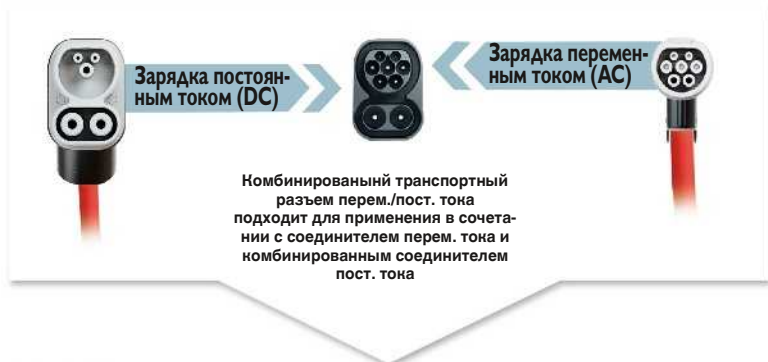 Зарядка постоян-
ным током (DC)
Зарядка перемен-
ным током (AC)
Комбинированынй транспортный
разъем перем./пост. тока
подходит для применения в сочета-
нии с соединителем перем. тока и
комбинированным соединителем
пост. тока